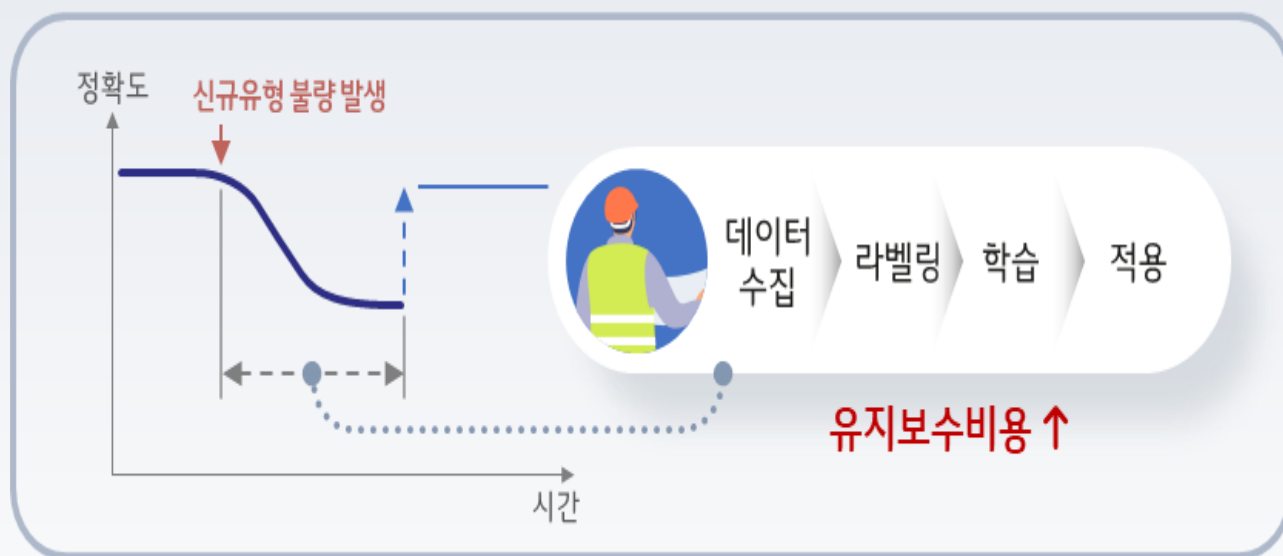 정확도
신규유형 불량 발생
시간
데이터
수집
라벨링
학습
적용
유지보수비용 ↑